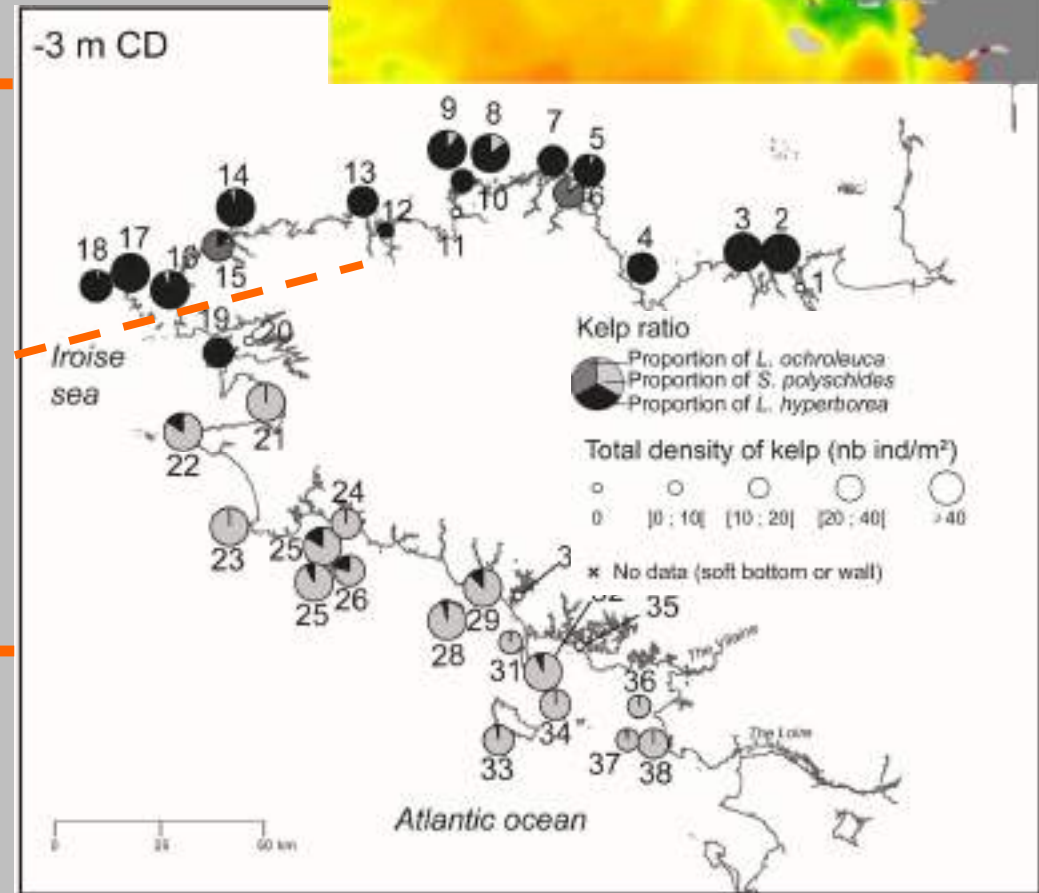 -3 m CD
9 8 7 5
14 13 6
10
12
18 17 16 11 3 2
15 4 1
19
20
Iroise
sea
Kelp ratio
Proportion of L. ochroleuca
Proportion of S. polyschides
Proportion of L. hyperborea
21
22
Total density of kelp (nb ind/m²)
0 ]0 ; 10[ [10 ; 20[ [20 ; 40[ > 40
24
23 25
25 26
No data (soft bottom or wall)
3
32 35
29
28
31
The Vilaine
36
34
33
37 38
The Loire
Atlantic ocean
0 60 km